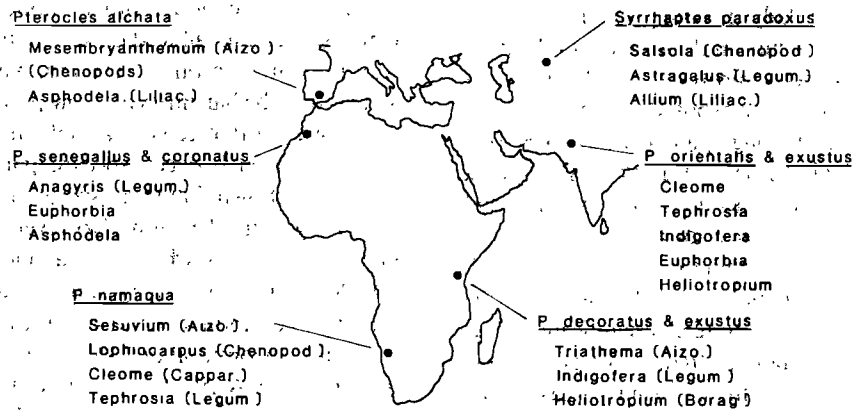 Pterocles alchata
Mesembryanthemum (Aizo)
(Chenopods)
Asphodela (Liliac.)
Syrrhaptes paradoxus
Salsola (Chenopod)
Astragalus (Legum.)
Allium (Liliac.)
P. senegallus & coronatus
Anagyris (Legum.)
Euphorbia
Asphodela
P orientalis & exustus
Cleome
Tephrosia
Indigofera
Euphorbia
Heliotropium
P namaqua
Sesuvium (Aizo).
Lophiocarpus (Chenopod)
Cleome (Cappar.)
Tephrosia (Legum)
P decoratus & exustus
Triathema (Aizo.)
Indigofera (Legum)
Heliotropium (Borag)